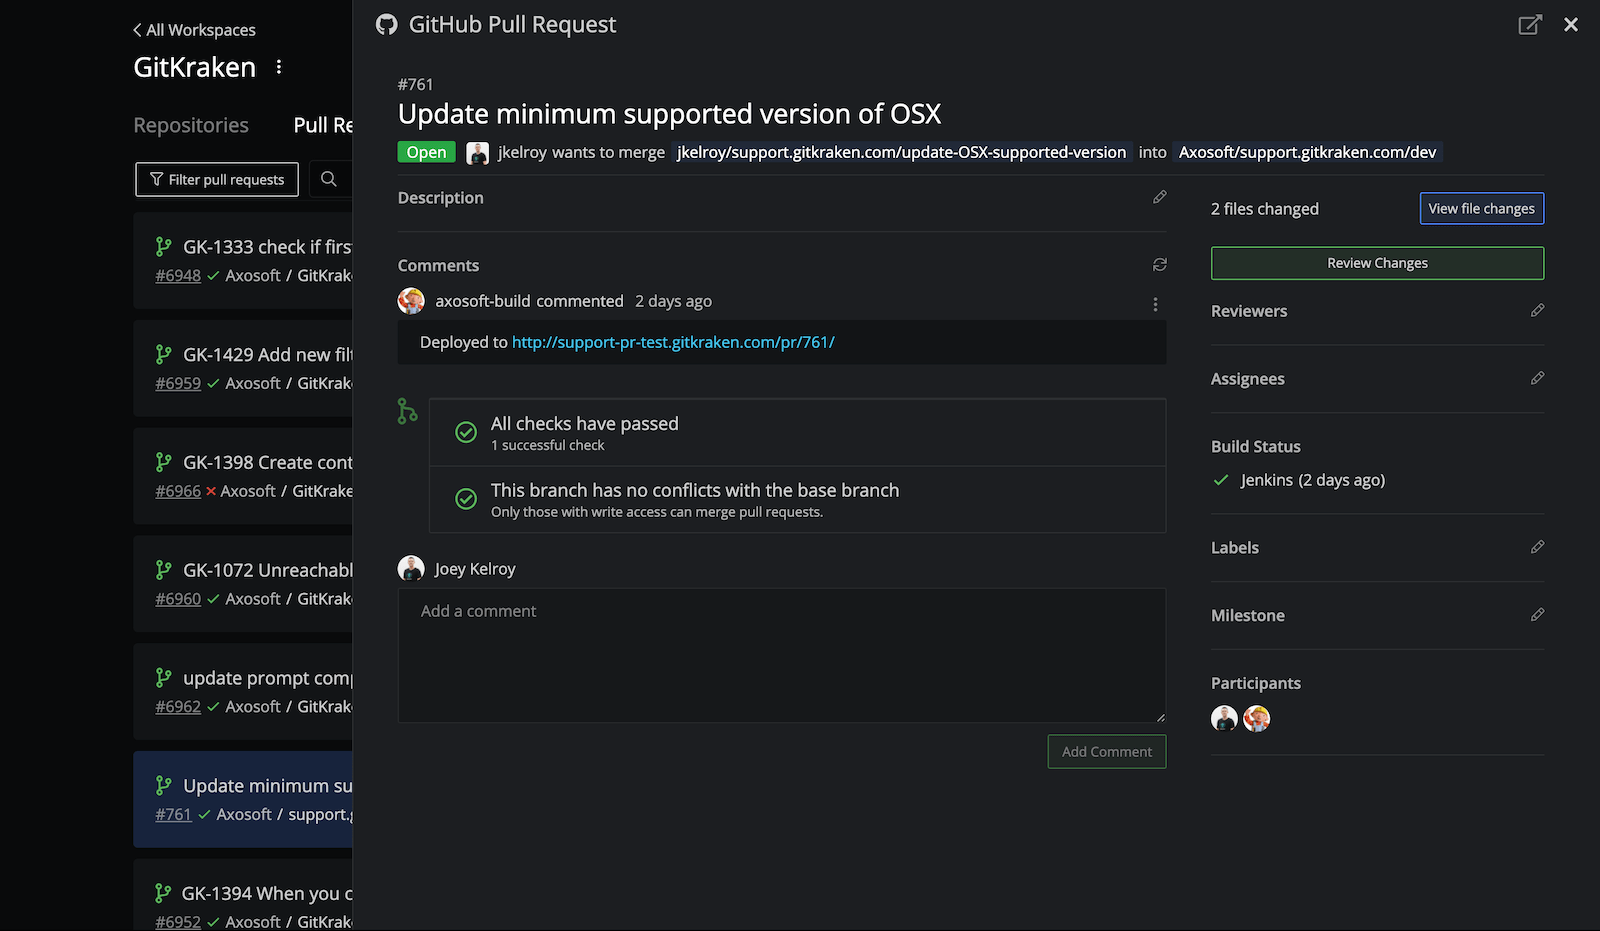 All Workspaces
GitKraken
Repositories
Pull Re
Filter pull requests
GK-1333 check if firs
#6948 Axosoft / GitKrak
GK-1429 Add new filt
#6959 Axosoft / GitKrak
GK-1398 Create cont
#6966 Axosoft / GitKrake
GK-1072 Unreachabl
#6960 Axosoft / GitKrak
update prompt comp
#6962 Axosoft / GitKrak
Update minimum su
#761 Axosoft / support.g
GK-1394 When you c
#6952 Axosoft / GitKrak
GitHub Pull Request
#761
Update minimum supported version of OSX
Open jkelroy wants to merge jkelroy/support.gitkraken.com/update-OSX-supported-version into Axosoft/support.gitkraken.com/dev
Description
Comments
axosoft-build commented 2 days ago
Deployed to http://support-pr-test.gitkraken.com/pr/761/
All checks have passed
1 successful check
This branch has no conflicts with the base branch
Only those with write access can merge pull requests.
Joey Kelroy
Add a comment
Add Comment
2 files changed
View file changes
Review Changes
Reviewers
Assignees
Build Status
Jenkins (2 days ago)
Labels
Milestone
Participants